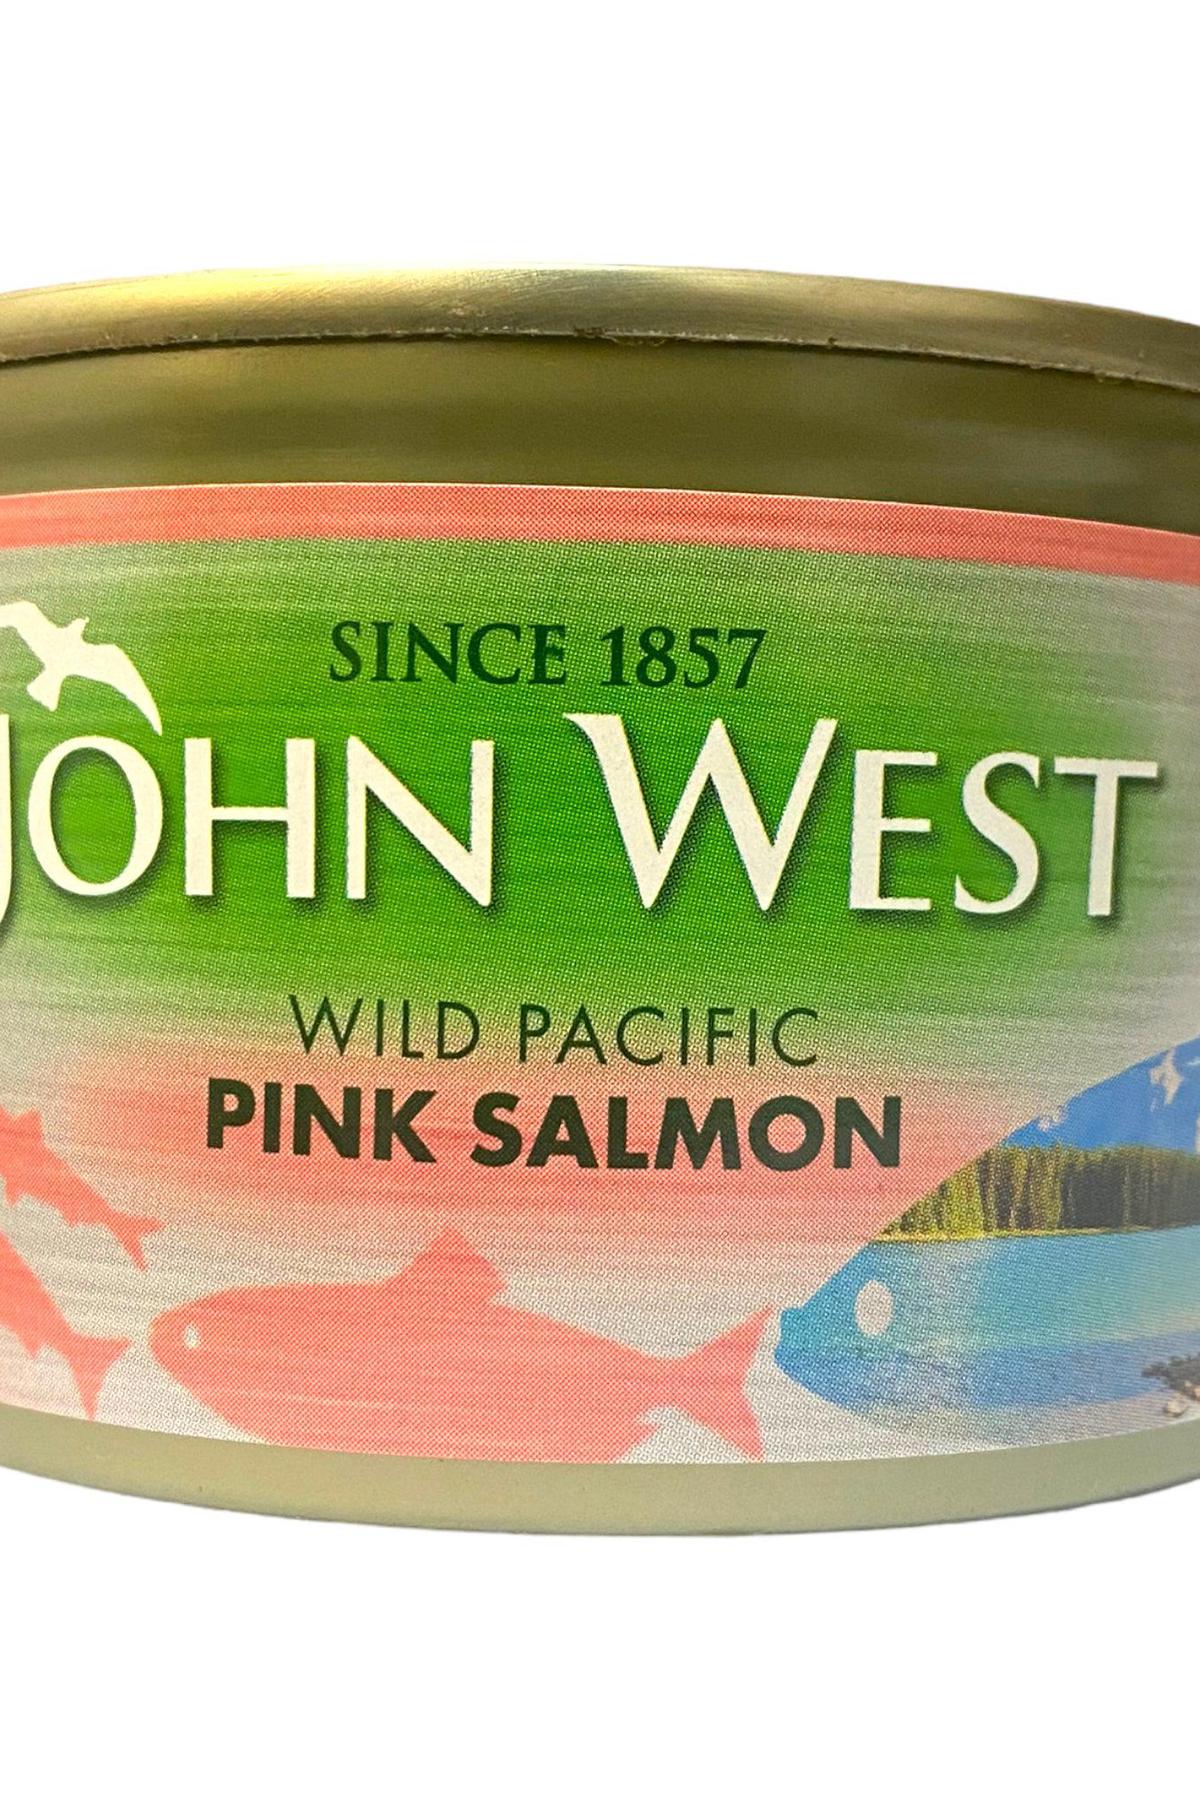 SINCE 1857
JOHN WEST
WILD PACIFIC
PINK SALMON